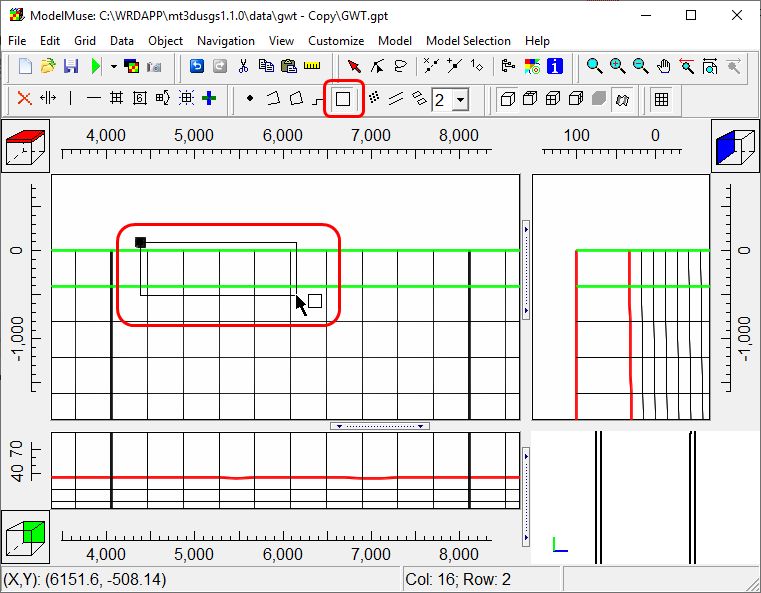 ModelMuse: C:\WRDAPP\mt3dusgs1.1.0\data\gwt - Copy\GWT.gpt
File Edit Grid Data Object Navigation View Customize Model Model Selection Help
6
2
4,000 5,000 6,000 7,000 8,000 100 0
0 0
-1,000 -1,000
40 70
4,000 5,000 6,000 7,000 8,000
(X,Y): (6151.6, -508.14) Col: 16; Row: 2